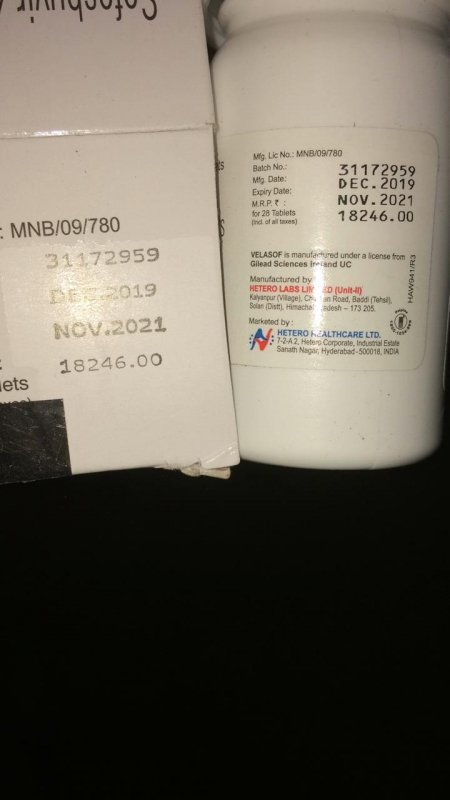 Sofosbuvir
: MNB/09/780
31172959
DEC.2019
NOV.2021
18246.00
lets
Mfg. Lic No.: MNB/09/780
Batch No.: 31172959
Mfg. Date: DEC.2019
Expiry Date: NOV.2021
M.R.P. ₹ : 18246.00
for 28 Tablets
(Incl. of all taxes)
VELASOF is manufactured under a license from
Gilead Sciences Ireland UC
Manufactured by
HETERO LABS LIMITED (Unit-II)
Kalyanpur (Village), Road, Baddi (Tehsil),
Solan (Distt), Himachal Pradesh – 173 205.
Marketed by :
HETERO HEALTHCARE LTD.
7-2-A2, Hetero Corporate, Industrial Estate
Sanath Nagar, Hyderabad-500018, INDIA
HAW941/R3